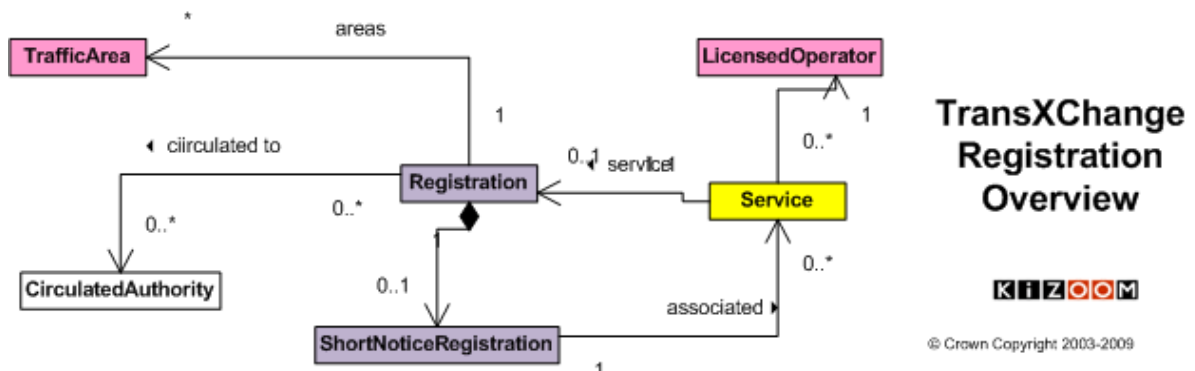 *
areas
TrafficArea
LicensedOperator
1
1
TransXChange
Registration
Overview
ciirculated to
0..*
0..1
service
Registration
Service
0..*
0..*
0..*
1
0..1
CirculatedAuthority
associated
KiZOOM
ShortNoticeRegistration
© Crown Copyright 2003-2009
1